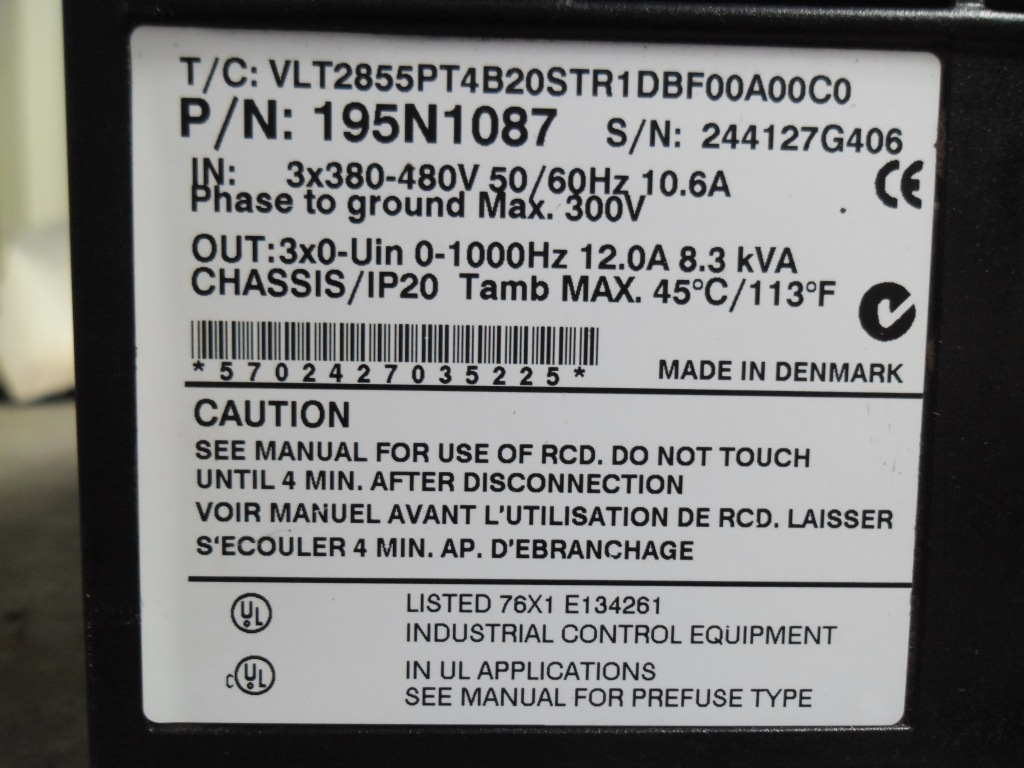 T/C: VLT2855PT4B20STR1DBF00A00C0
P/N: 195N1087 S/N: 244127G406
IN: 3x380-480V 50/60Hz 10.6A
Phase to ground Max. 300V
CE
OUT:3x0-Uin 0-1000Hz 12.0A 8.3 kVA
CHASSIS/IP20 Tamb MAX. 45°C/113°F
*5702427035225*
MADE IN DENMARK
CAUTION
SEE MANUAL FOR USE OF RCD. DO NOT TOUCH
UNTIL 4 MIN. AFTER DISCONNECTION
VOIR MANUEL AVANT L'UTILISATION DE RCD. LAISSER
S'ECOULER 4 MIN. AP. D'EBRANCHAGE
UL LISTED 76X1 E134261
INDUSTRIAL CONTROL EQUIPMENT
c UL IN UL APPLICATIONS
SEE MANUAL FOR PREFUSE TYPE